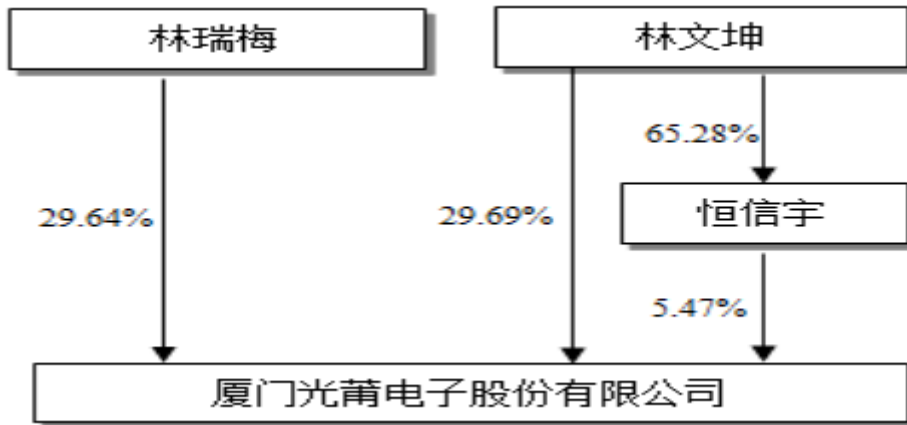 林瑞梅
林文坤
65.28%
恒信宇
29.64%
29.69%
5.47%
厦门光莆电子股份有限公司